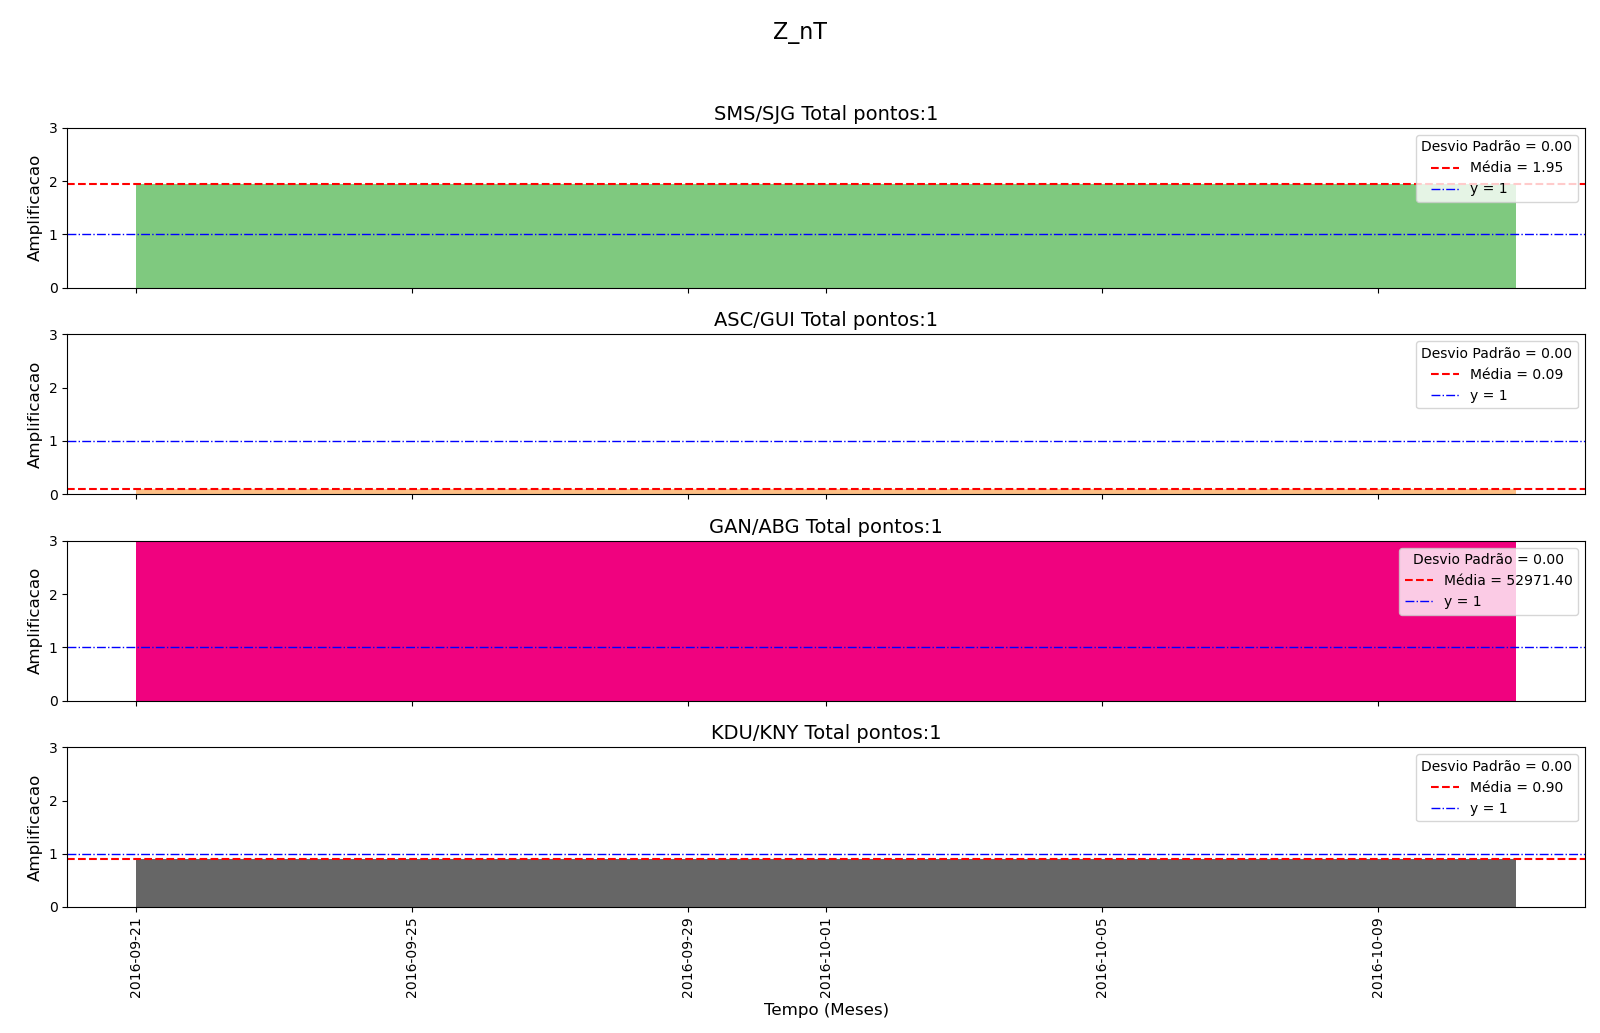 Z_nT
SMS/SJG Total pontos:1
Amplificacao
3
2
1
0
Desvio Padrão = 0.00
Média = 1.95
y = 1
ASC/GUI Total pontos:1
Amplificacao
3
2
1
0
Desvio Padrão = 0.00
Média = 0.09
y = 1
GAN/ABG Total pontos:1
Amplificacao
3
2
1
0
Desvio Padrão = 0.00
Média = 52971.40
y = 1
KDU/KNY Total pontos:1
Amplificacao
3
2
1
0
Desvio Padrão = 0.00
Média = 0.90
y = 1
2016-09-21
2016-09-25
2016-09-29
2016-10-01
2016-10-05
2016-10-09
Tempo (Meses)